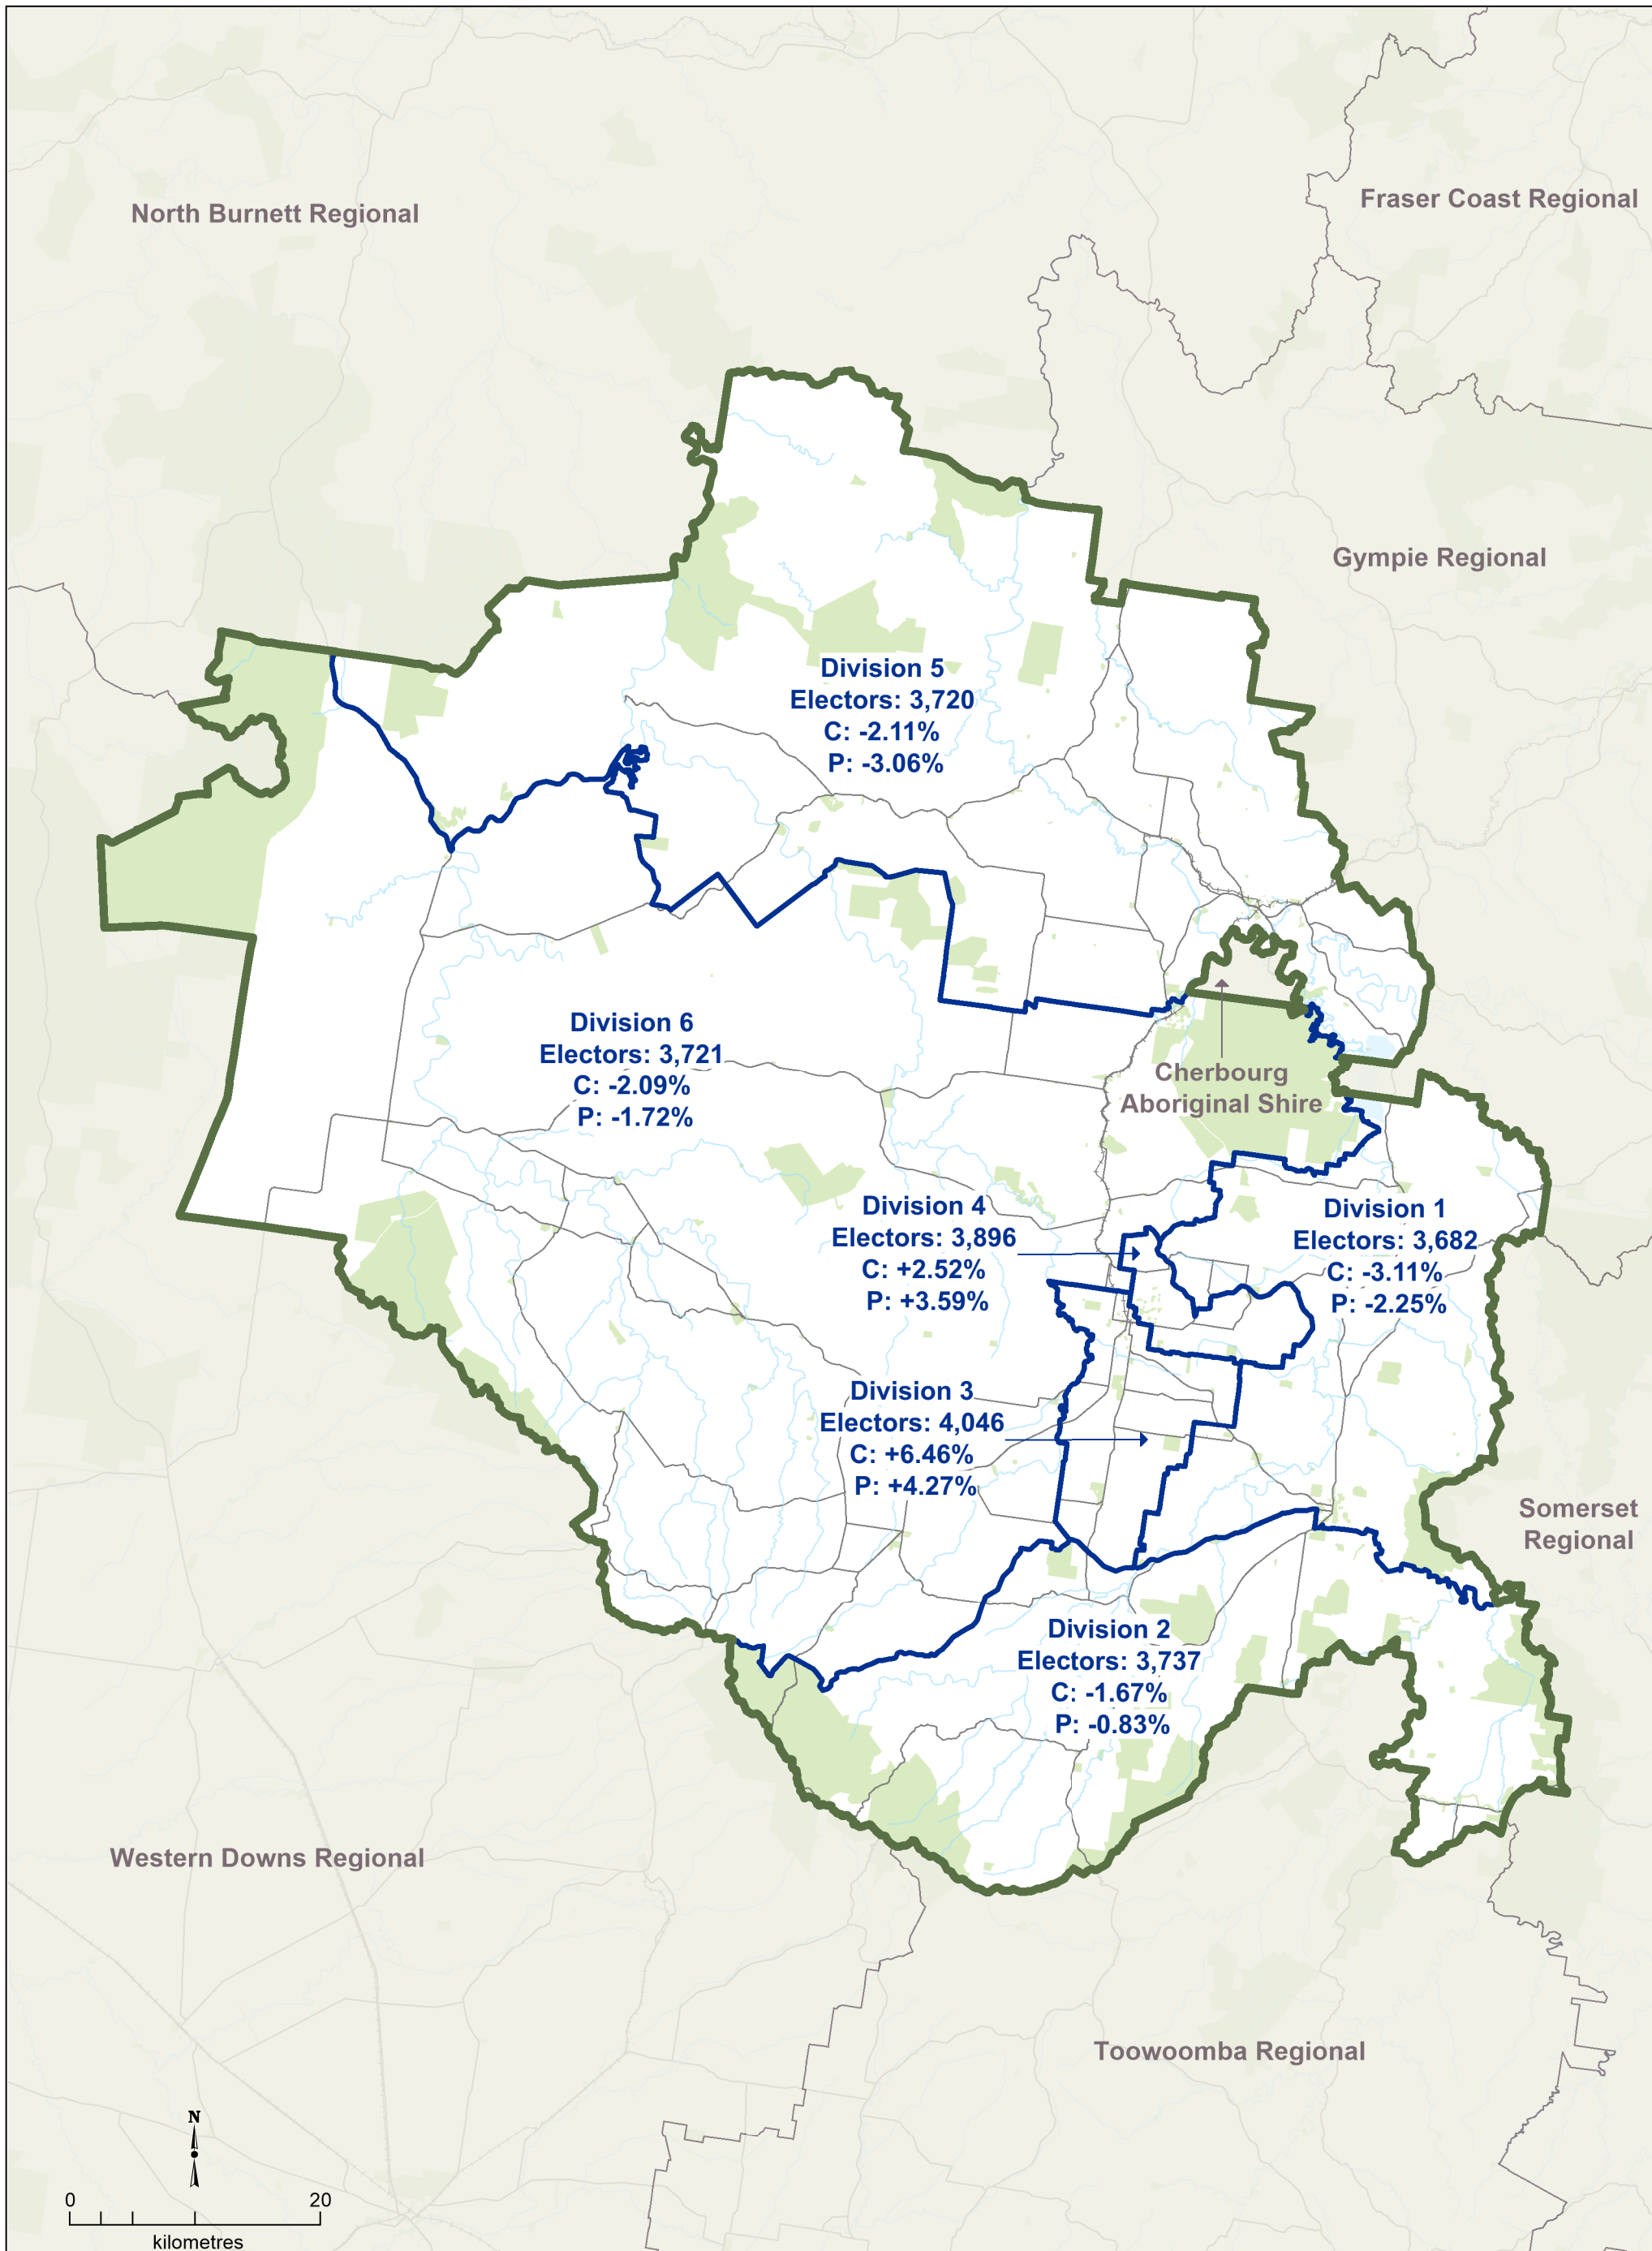 North Burnett Regional
Fraser Coast Regional
Gympie Regional
Division 5
Electors: 3,720
C: -2.11%
P: -3.06%
Division 6
Electors: 3,721
C: -2.09%
P: -1.72%
Cherbourg
Aboriginal Shire
Division 4
Electors: 3,896
C: +2.52%
P: +3.59%
Division 1
Electors: 3,682
C: -3.11%
P: -2.25%
Division 3
Electors: 4,046
C: +6.46%
P: +4.27%
Somerset
Regional
Division 2
Electors: 3,737
C: -1.67%
P: -0.83%
Western Downs Regional
Toowoomba Regional
N
0 20
kilometres